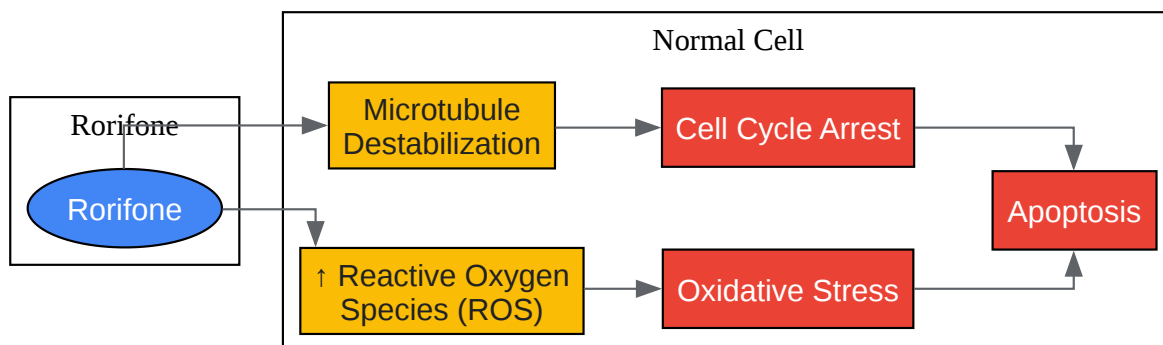 Normal Cell
Rorifone
Rorifone
Microtubule
Destabilization
Cell Cycle Arrest
↑ Reactive Oxygen
Species (ROS)
Oxidative Stress
Apoptosis